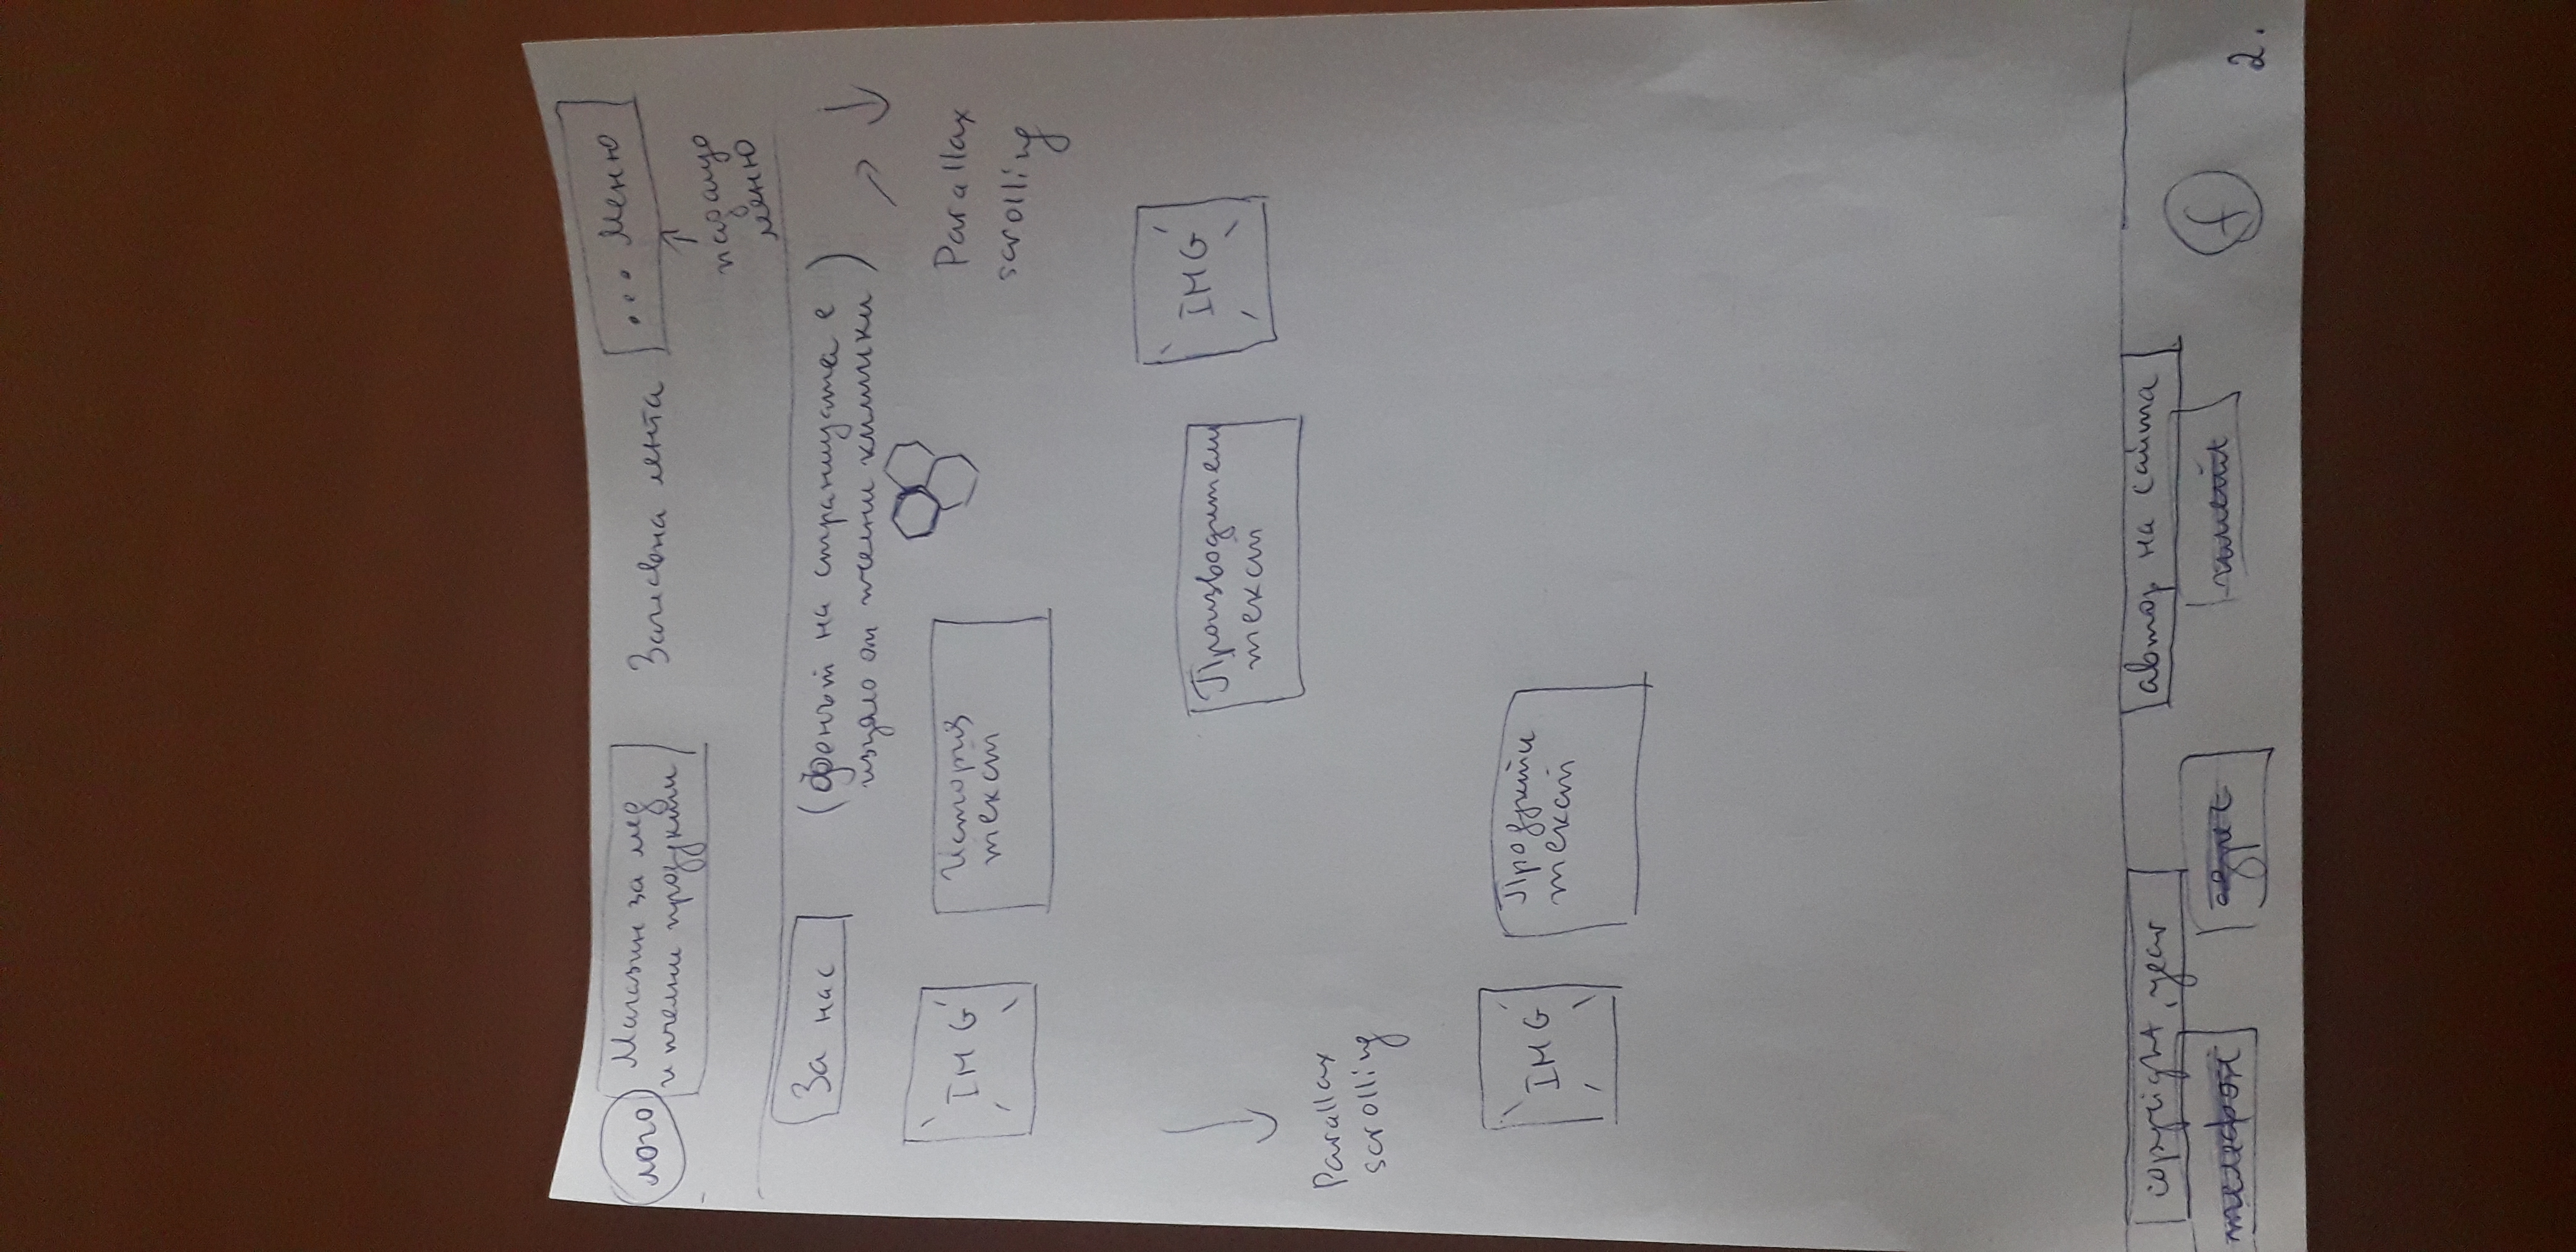 лого
Магазин за мед
и пчелни продукти
Заглавна лента
... Меню
падащо
меню
За нас
(фонът на страницата е
изцяло от пчелни килийки)
IMG
История
текст
Parallax
scrolling
Производители
текст
IMG
Parallax
scrolling
IMG
Продукти
текст
copyright, year
автор на сайта
телефон
адрес
имейл
f
2.